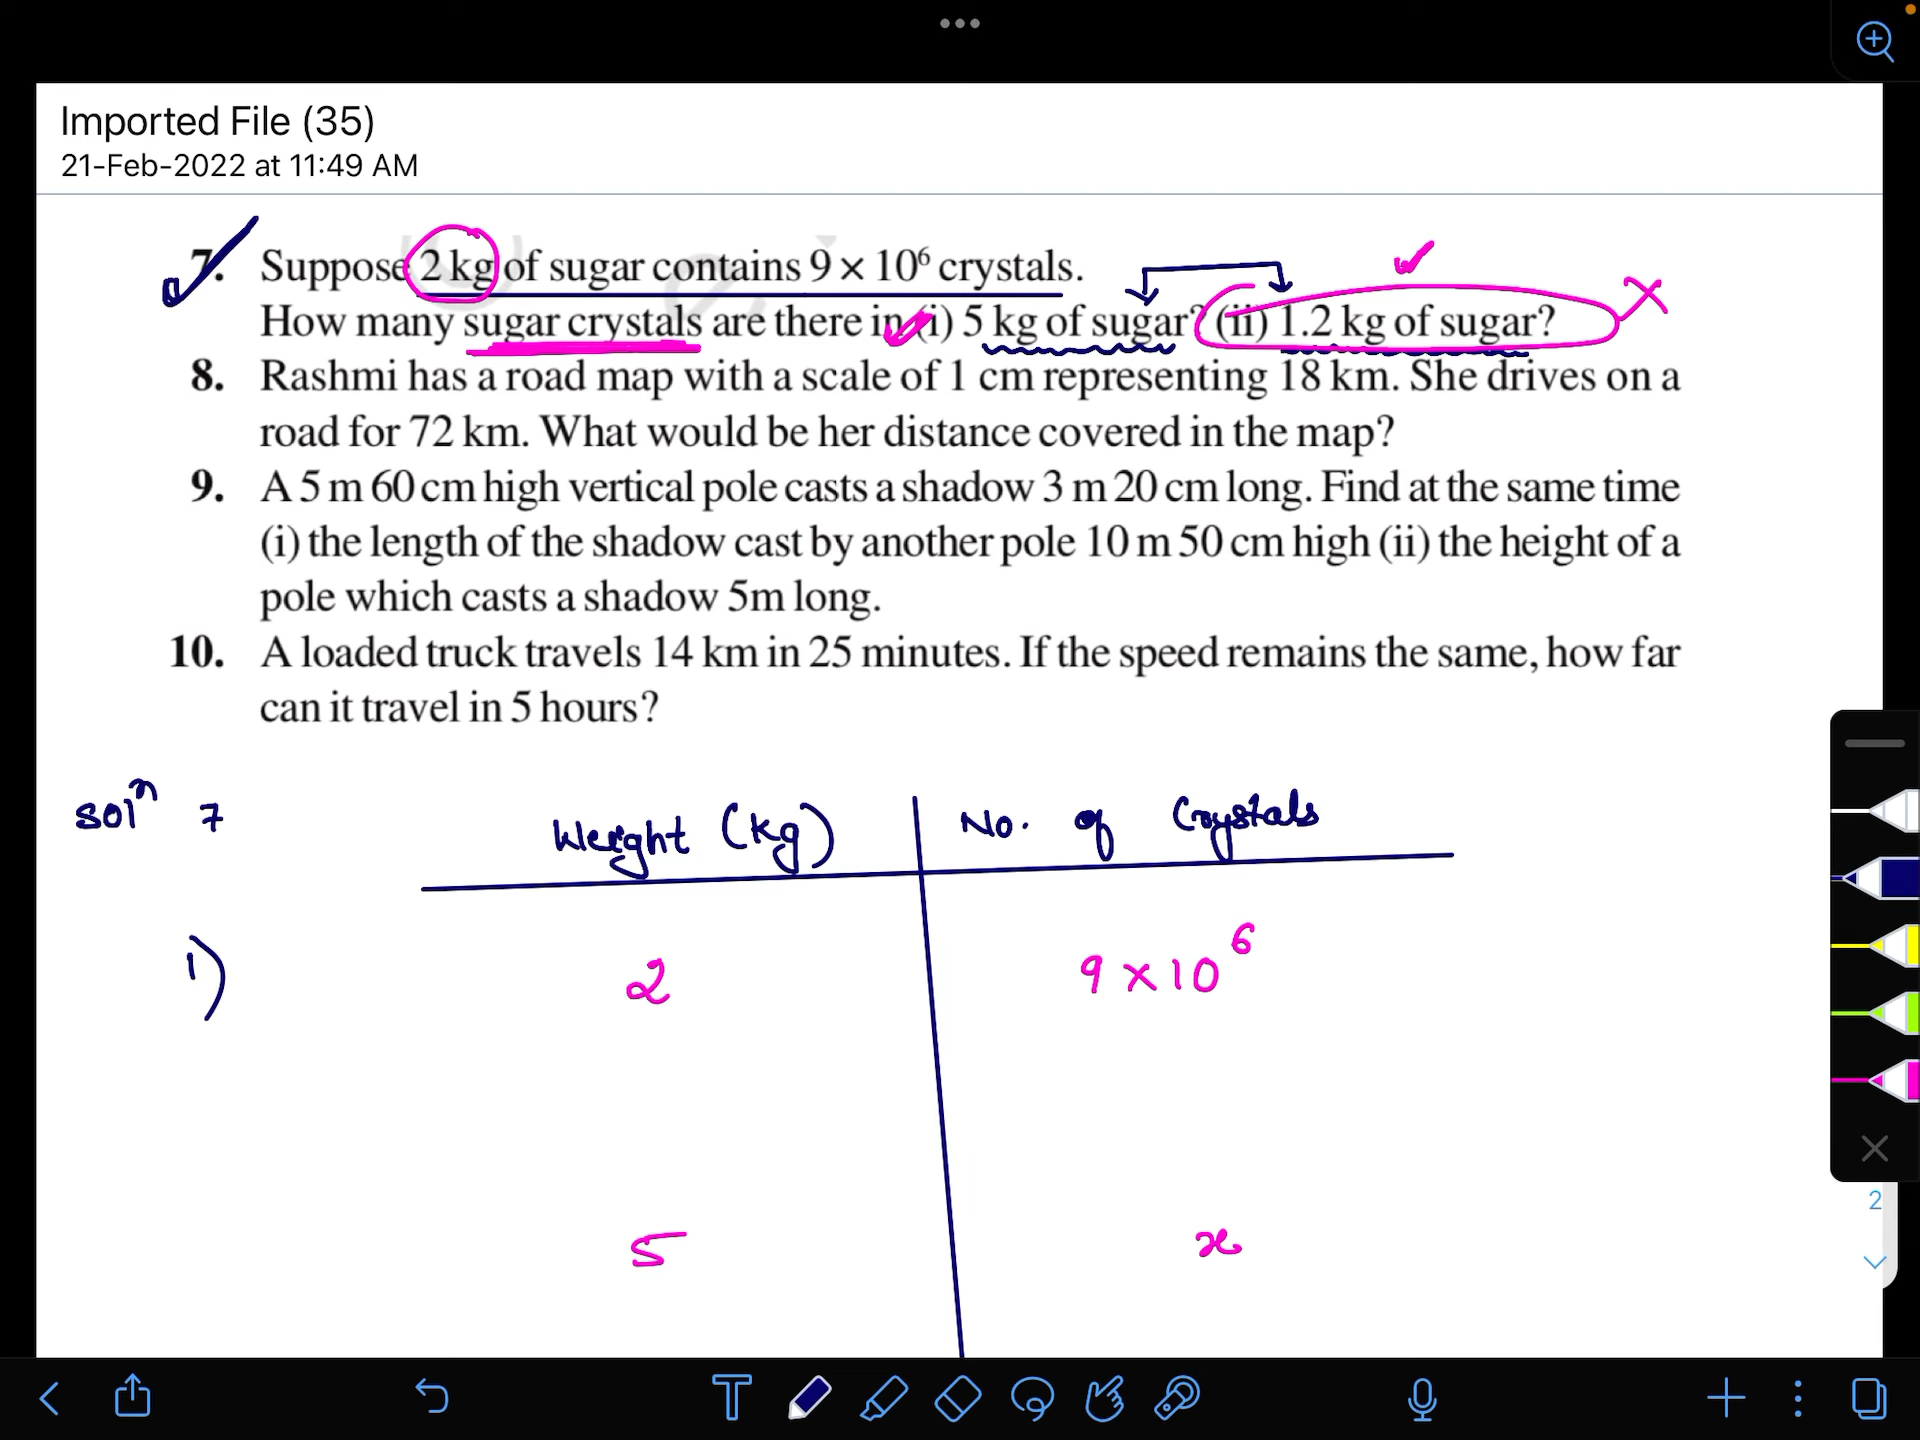 Imported File (35)
21-Feb-2022 at 11:49 AM
7. Suppose 2 kg of sugar contains 9 × 10⁶ crystals.
How many sugar crystals are there in (i) 5 kg of sugar? (ii) 1.2 kg of sugar?
8. Rashmi has a road map with a scale of 1 cm representing 18 km. She drives on a
road for 72 km. What would be her distance covered in the map?
9. A 5 m 60 cm high vertical pole casts a shadow 3 m 20 cm long. Find at the same time
(i) the length of the shadow cast by another pole 10 m 50 cm high (ii) the height of a
pole which casts a shadow 5m long.
10. A loaded truck travels 14 km in 25 minutes. If the speed remains the same, how far
can it travel in 5 hours?
Solⁿ 7
Weight (kg) No. of Crystals
1) 2 9 × 10⁶
5 x
2